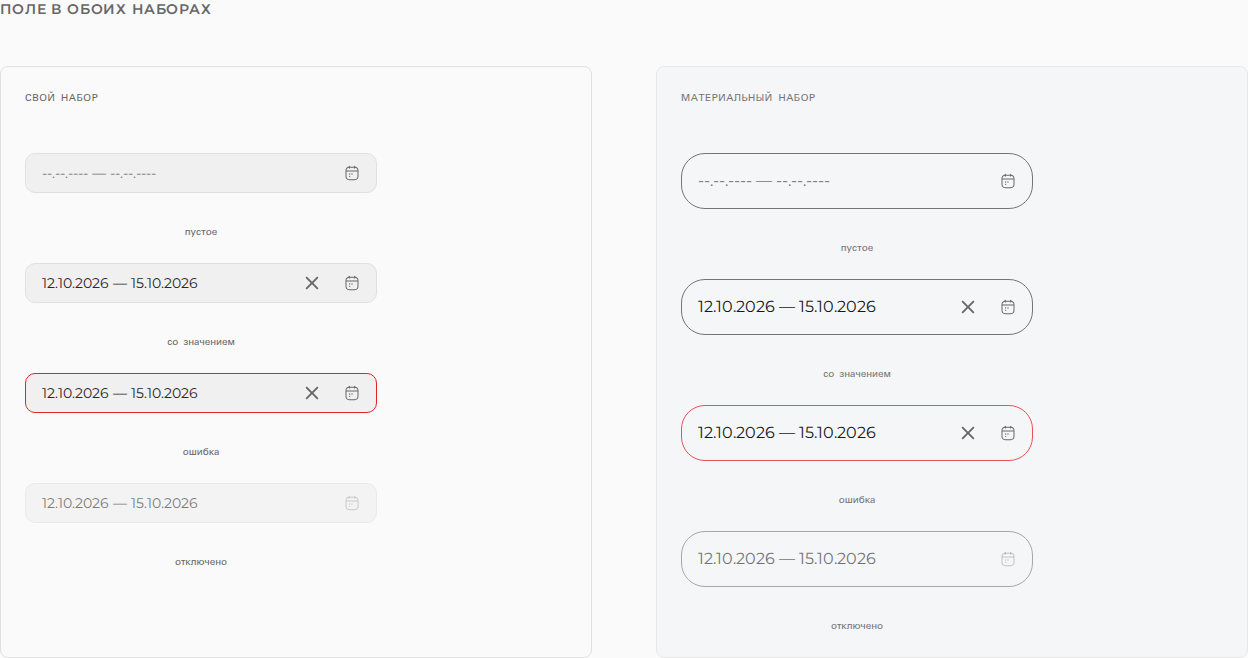 ПОЛЕ В ОБОИХ НАБОРАХ
СВОЙ НАБОР
--.--.---- — --.--.----
пустое
12.10.2026 — 15.10.2026
со значением
12.10.2026 — 15.10.2026
ошибка
12.10.2026 — 15.10.2026
отключено
МАТЕРИАЛЬНЫЙ НАБОР
--.--.---- — --.--.----
пустое
12.10.2026 — 15.10.2026
со значением
12.10.2026 — 15.10.2026
ошибка
12.10.2026 — 15.10.2026
отключено